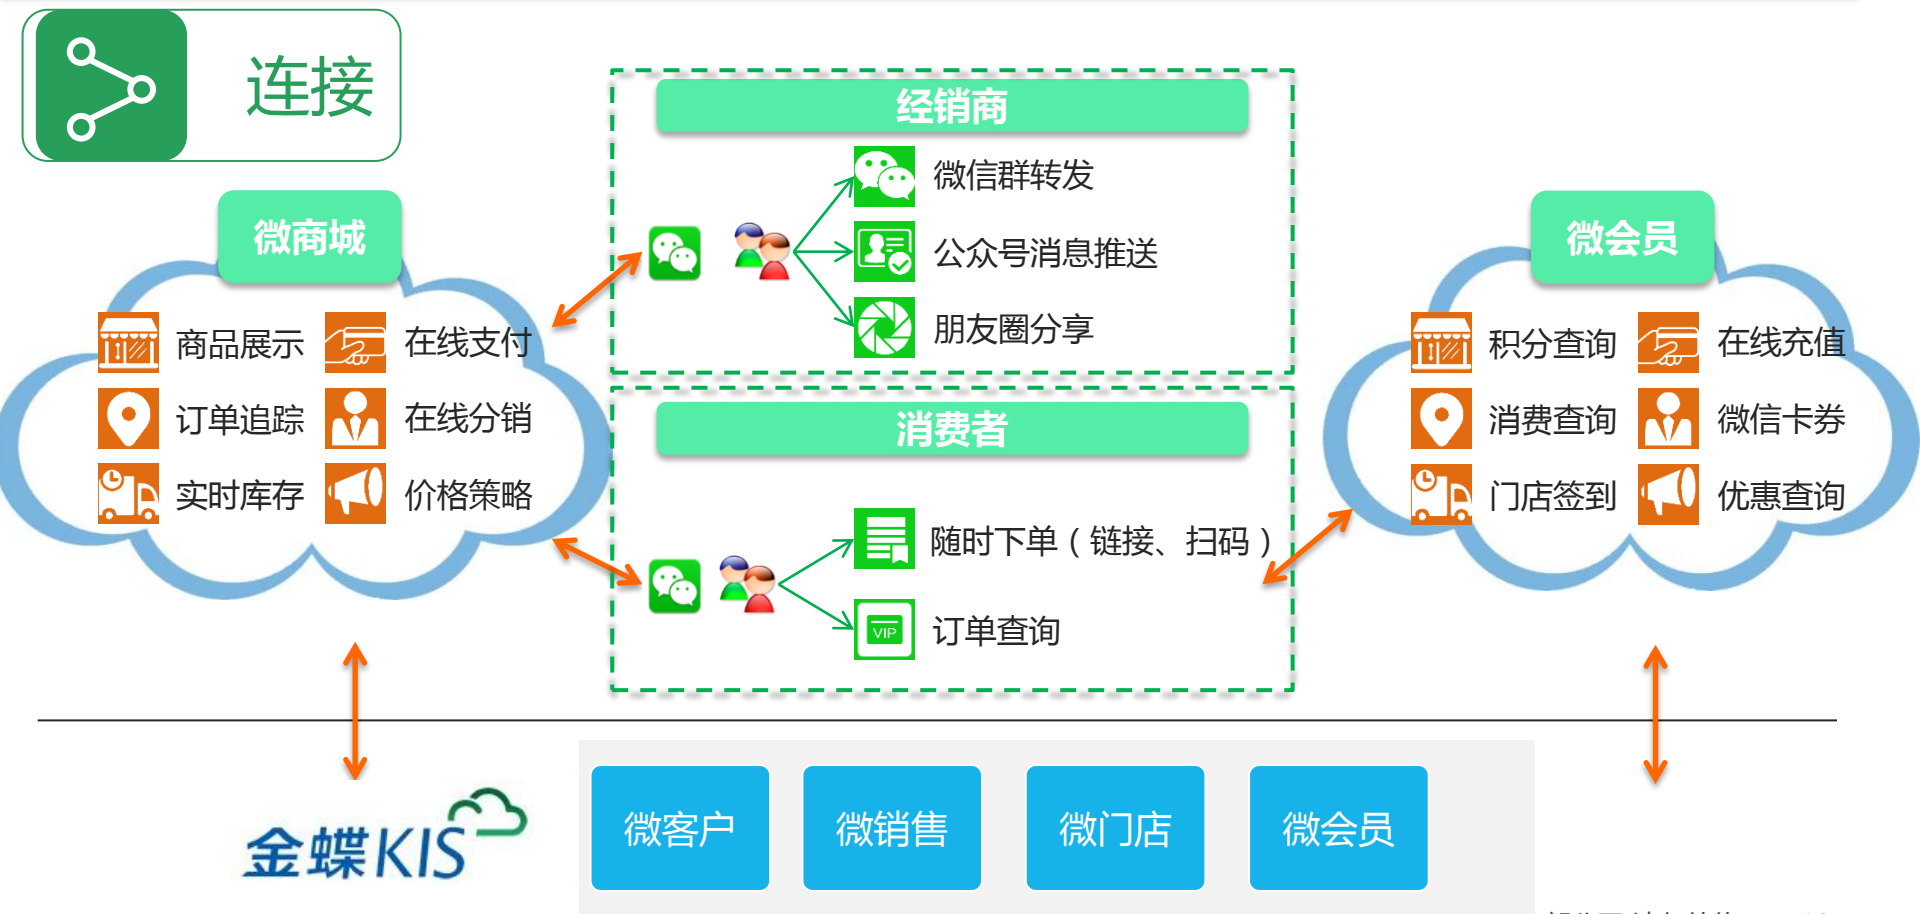 连接
经销商
微信群转发
公众号消息推送
朋友圈分享
微商城
商品展示
在线支付
订单追踪
在线分销
实时库存
价格策略
消费者
随时下单（链接、扫码）
VIP
订单查询
微会员
积分查询
在线充值
消费查询
微信卡券
门店签到
优惠查询
金蝶KIS
微客户
微销售
微门店
微会员